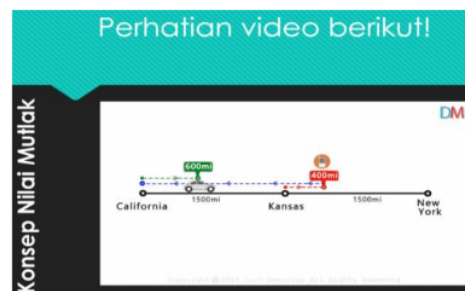 Perhatian video berikut!
Konsep Nilai Mutlak
DM
600mi
400mi
1500mi
1500mi
California
Kansas
New
York